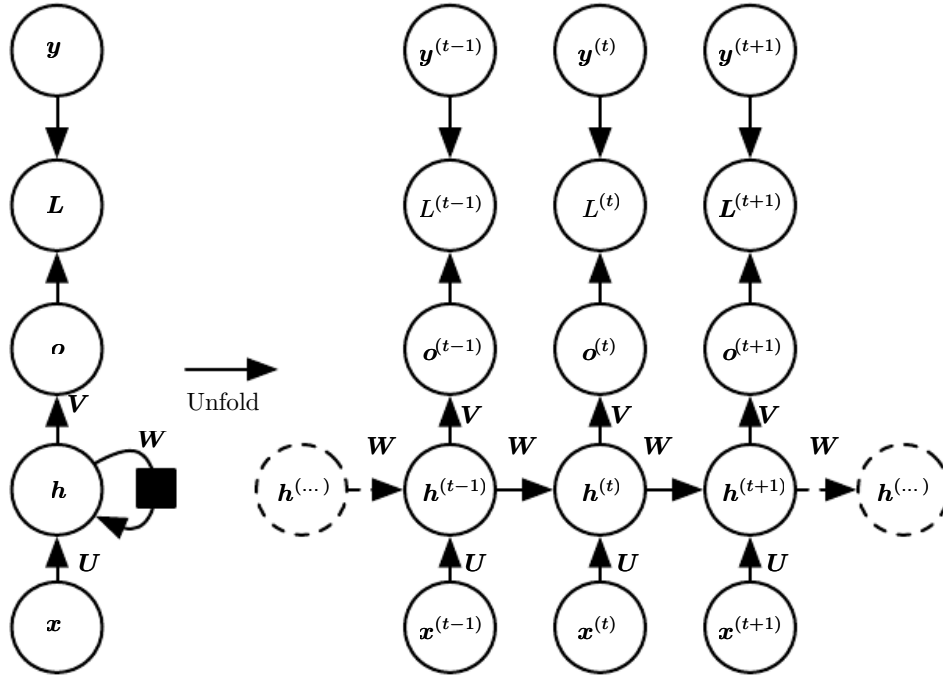 y y^(t−1) y^(t) y^(t+1)
L L^(t−1) L^(t) L^(t+1)
o o^(t−1) o^(t) o^(t+1)
Unfold
V V V V
W W W W W
h h^(...) h^(t−1) h^(t) h^(t+1) h^(...)
U U U U
x x^(t−1) x^(t) x^(t+1)